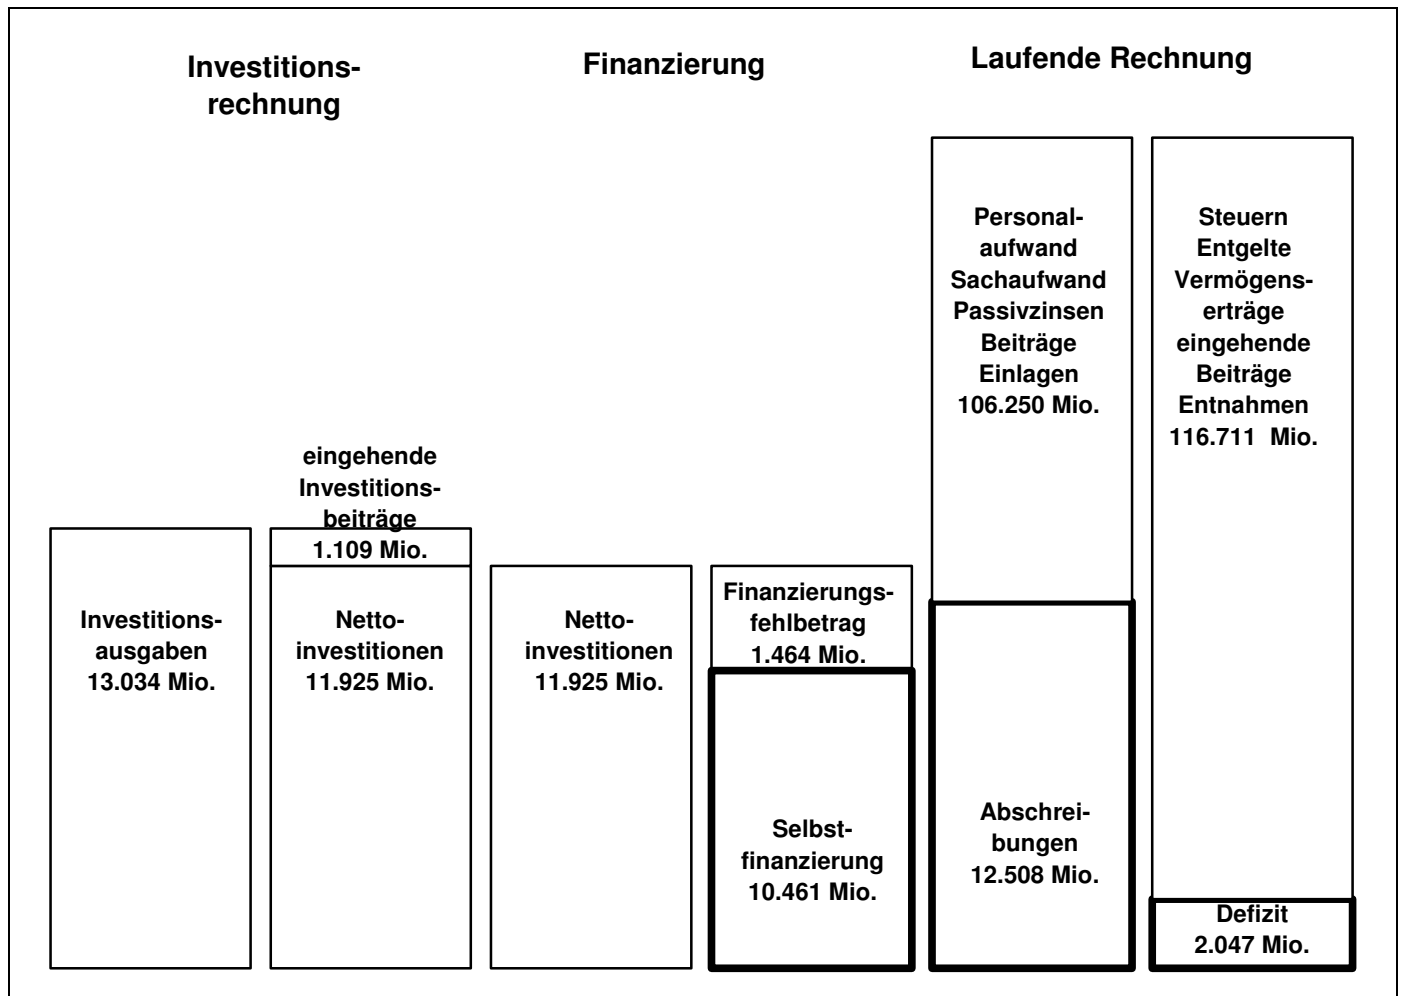 Investitions-
rechnung
Finanzierung
Laufende Rechnung
Investitions-
ausgaben
13.034 Mio.
eingehende
Investitions-
beiträge
1.109 Mio.
Netto-
investitionen
11.925 Mio.
Netto-
investitionen
11.925 Mio.
Finanzierungs-
fehlbetrag
1.464 Mio.
Selbst-
finanzierung
10.461 Mio.
Personal-
aufwand
Sachaufwand
Passivzinsen
Beiträge
Einlagen
106.250 Mio.
Abschrei-
bungen
12.508 Mio.
Steuern
Entgelte
Vermögens-
erträge
eingehende
Beiträge
Entnahmen
116.711 Mio.
Defizit
2.047 Mio.